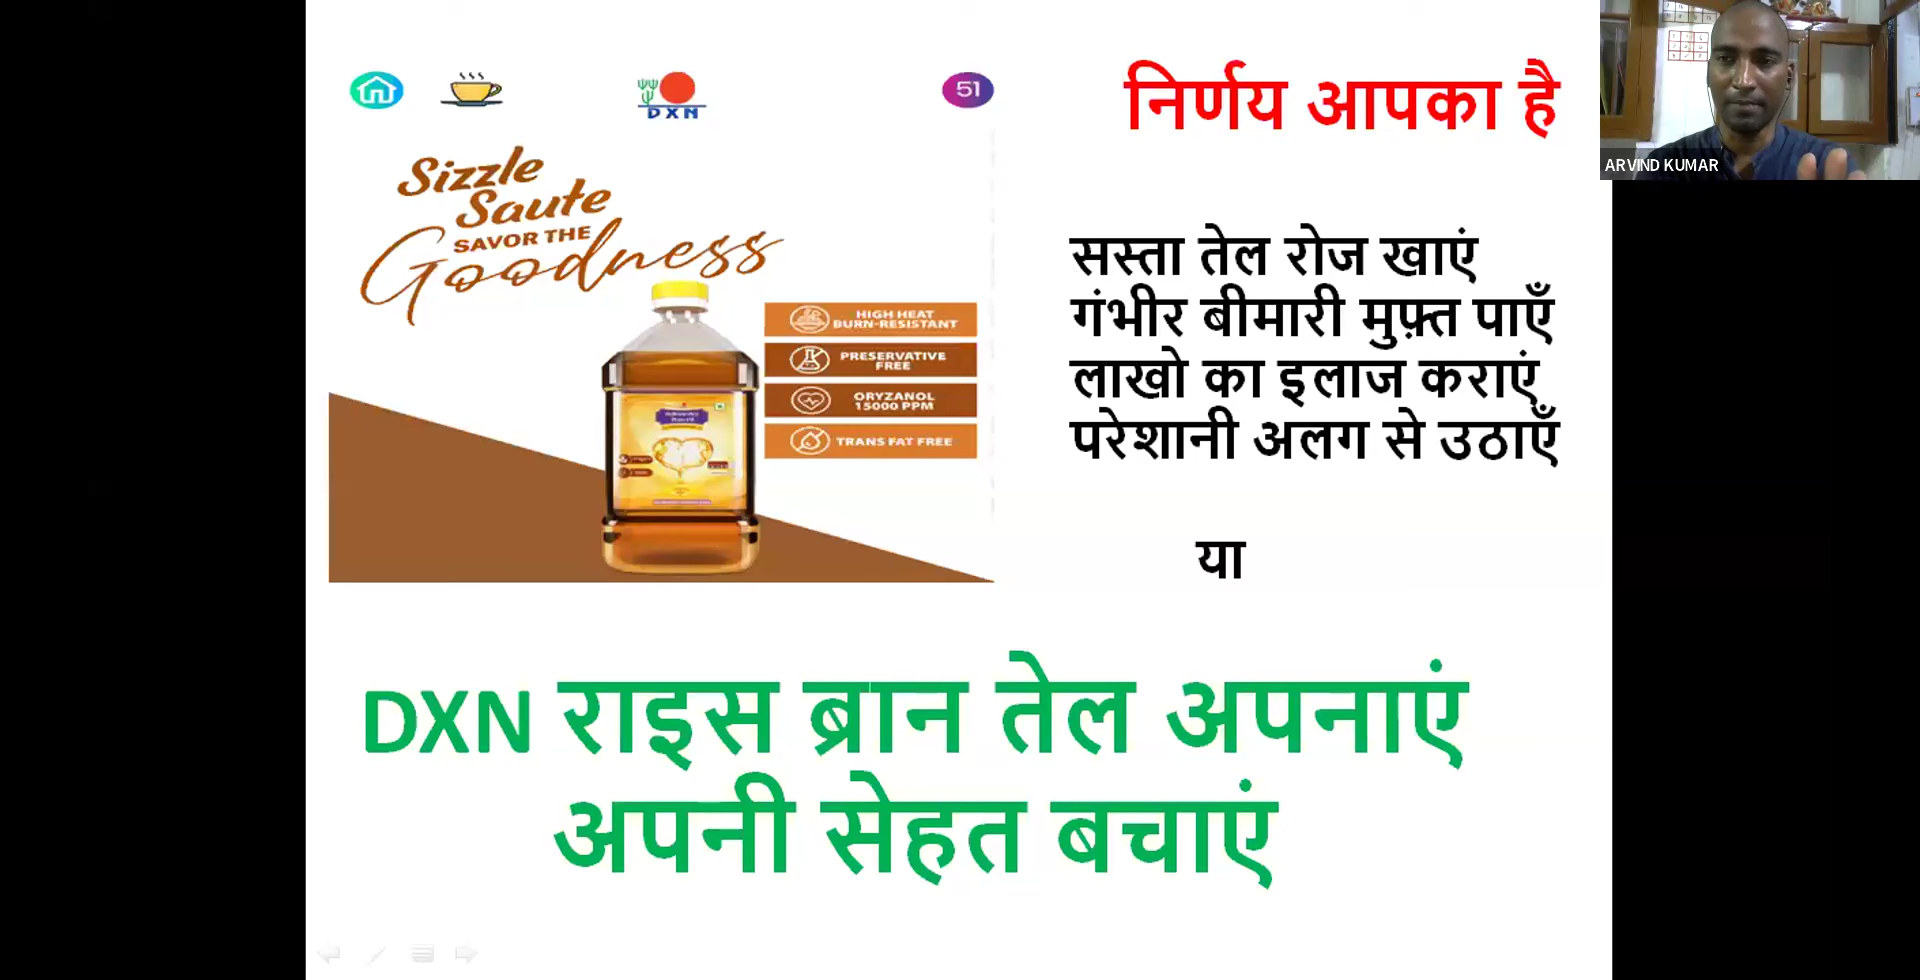 51
DXN
Sizzle
Saute
SAVOR THE
Goodness
HIGH HEAT
BURN-RESISTANT
PRESERVATIVE
FREE
ORYZANOL
15000 PPM
TRANS FAT FREE
निर्णय आपका है
ARVIND KUMAR
सस्ता तेल रोज खाएं
गंभीर बीमारी मुफ़्त पाएँ
लाखो का इलाज कराएं
परेशानी अलग से उठाएँ
या
DXN राइस ब्रान तेल अपनाएं
अपनी सेहत बचाएं